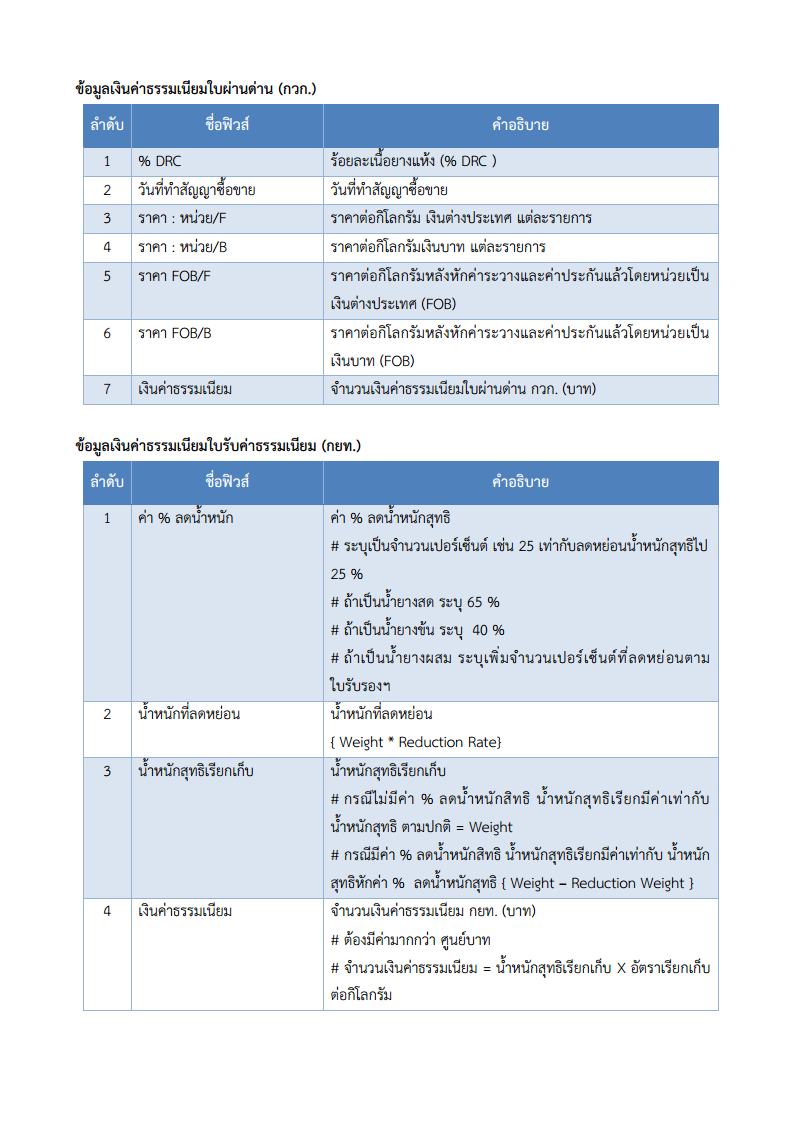 ข้อมูลเงินค่าธรรมเนียมใบผ่านด่าน (กวก.)
ลำดับ ชื่อฟิวส์ คำอธิบาย
1 % DRC ร้อยละเนื้อยางแห้ง (% DRC )
2 วันที่ทำสัญญาซื้อขาย วันที่ทำสัญญาซื้อขาย
3 ราคา : หน่วย/F ราคาต่อกิโลกรัม เงินต่างประเทศ แต่ละรายการ
4 ราคา : หน่วย/B ราคาต่อกิโลกรัมเงินบาท แต่ละรายการ
5 ราคา FOB/F ราคาต่อกิโลกรัมหลังหักค่าระวางและค่าประกันแล้วโดยหน่วยเป็น
เงินต่างประเทศ (FOB)
6 ราคา FOB/B ราคาต่อกิโลกรัมหลังหักค่าระวางและค่าประกันแล้วโดยหน่วยเป็น
เงินบาท (FOB)
7 เงินค่าธรรมเนียม จำนวนเงินค่าธรรมเนียมใบผ่านด่าน กวก. (บาท)
ข้อมูลเงินค่าธรรมเนียมใบรับค่าธรรมเนียม (กยท.)
ลำดับ ชื่อฟิวส์ คำอธิบาย
1 ค่า % ลดน้ำหนัก ค่า % ลดน้ำหนักสุทธิ
# ระบุเป็นจำนวนเปอร์เซ็นต์ เช่น 25 เท่ากับลดหย่อนน้ำหนักสุทธิไป
25 %
# ถ้าเป็นน้ำยางสด ระบุ 65 %
# ถ้าเป็นน้ำยางข้น ระบุ 40 %
# ถ้าเป็นน้ำยางผสม ระบุเพิ่มจำนวนเปอร์เซ็นต์ที่ลดหย่อนตาม
ใบรับรองฯ
2 น้ำหนักที่ลดหย่อน น้ำหนักที่ลดหย่อน
{ Weight * Reduction Rate}
3 น้ำหนักสุทธิเรียกเก็บ น้ำหนักสุทธิเรียกเก็บ
# กรณีไม่มีค่า % ลดน้ำหนักสิทธิ น้ำหนักสุทธิเรียกมีค่าเท่ากับ
น้ำหนักสุทธิ ตามปกติ = Weight
# กรณีมีค่า % ลดน้ำหนักสิทธิ น้ำหนักสุทธิเรียกมีค่าเท่ากับ น้ำหนัก
สุทธิหักค่า % ลดน้ำหนักสุทธิ { Weight – Reduction Weight }
4 เงินค่าธรรมเนียม จำนวนเงินค่าธรรมเนียม กยท. (บาท)
# ต้องมีค่ามากกว่า ศูนย์บาท
# จำนวนเงินค่าธรรมเนียม = น้ำหนักสุทธิเรียกเก็บ X อัตราเรียกเก็บ
ต่อกิโลกรัม